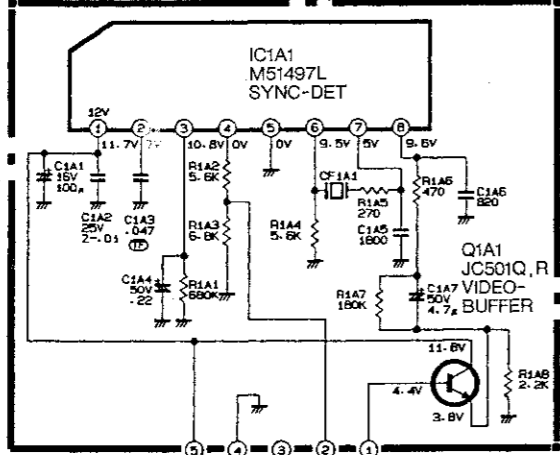 IC1A1
M51497L
SYNC-DET
12V
1 2 3 4 5 6 7 8
11.7V 7V 10.8V 0V 0V 9.5V 5V 9.6V
C1A1
16V
100μ
C1A2
25V
Z-.01
C1A3
.047
TF
R1A2
5.6K
R1A3
6.8K
C1A4
50V
.22
R1A1
680K
CF1A1
R1A4
5.6K
R1A5
270
C1A5
1800
R1A6
470
C1A6
820
Q1A1
JC501Q,R
VIDEO-
BUFFER
R1A7
180K
C1A7
50V
4.7μ
11.8V
4.4V
3.8V
R1A8
2.2K
5 4 3 2 1